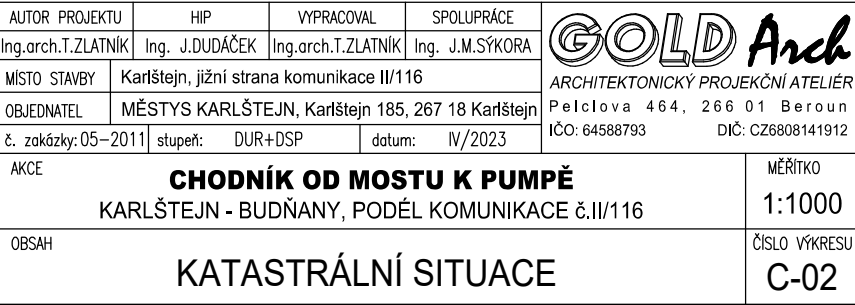 AUTOR PROJEKTU HIP VYPRACOVAL SPOLUPRÁCE
Ing.arch.T.ZLATNÍK Ing. J.DUDÁČEK Ing.arch.T.ZLATNÍK Ing. J.M.SÝKORA
MÍSTO STAVBY Karlštejn, jižní strana komunikace II/116
OBJEDNATEL MĚSTYS KARLŠTEJN, Karlštejn 185, 267 18 Karlštejn
č. zakázky: 05-2011 stupeň: DUR+DSP datum: IV/2023
GOLD Arch
ARCHITEKTONICKÝ PROJEKČNÍ ATELIÉR
Pelclova 464, 266 01 Beroun
IČO: 64588793 DIČ: CZ6808141912
AKCE
CHODNÍK OD MOSTU K PUMPĚ
KARLŠTEJN - BUDŇANY, PODÉL KOMUNIKACE č.II/116
MĚŘÍTKO
1:1000
OBSAH
KATASTRÁLNÍ SITUACE
ČÍSLO VÝKRESU
C-02